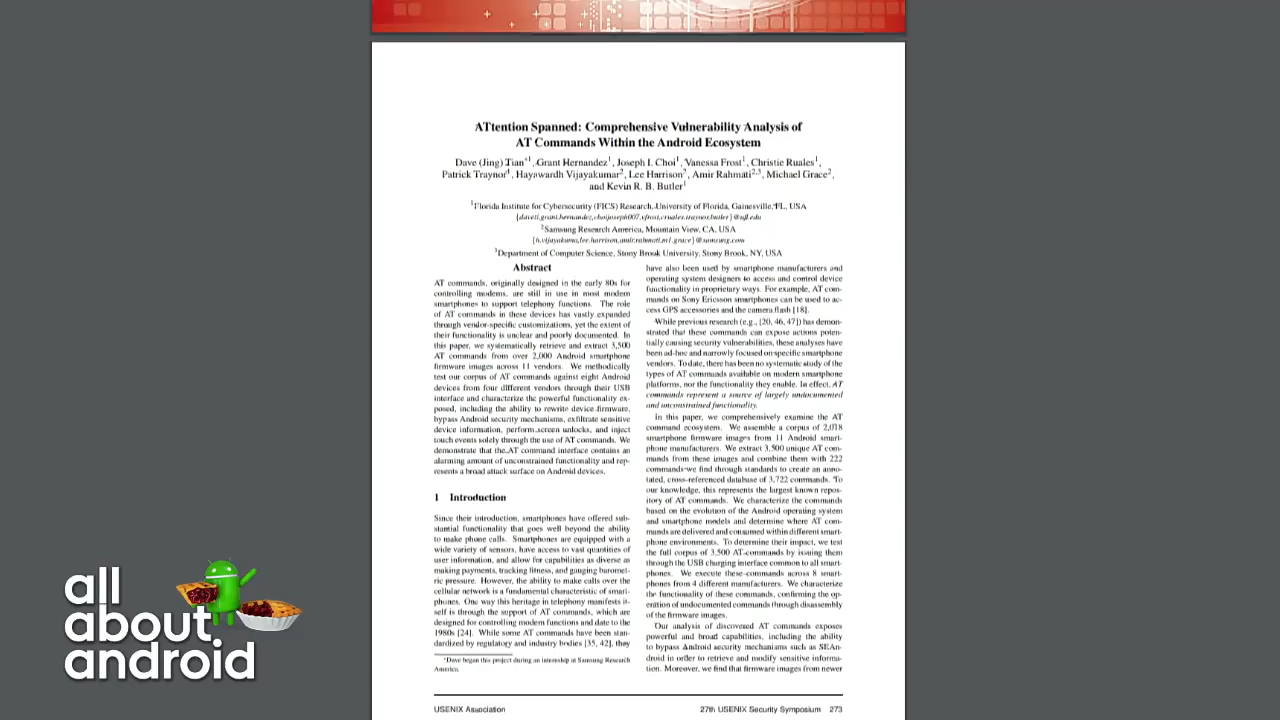 ATtention Spanned: Comprehensive Vulnerability Analysis of
AT Commands Within the Android Ecosystem
Dave (Jing) Tian*1, Grant Hernandez1, Joseph I. Choi1, Vanessa Frost1, Christie Ruales1,
Patrick Traynor1, Hayawardh Vijayakumar2, Lee Harrison2, Amir Rahmati2,3, Michael Grace2,
and Kevin R. B. Butler1
1Florida Institute for Cybersecurity (FICS) Research, University of Florida, Gainesville, FL, USA
{daveti,grant.hernandez,choijoseph007,vfrost,cruales,traynor,butler}@ufl.edu
2Samsung Research America, Mountain View, CA, USA
{h.vijayakuma,lee.harrison,amir.rahmati,m1.grace}@samsung.com
3Department of Computer Science, Stony Brook University, Stony Brook, NY, USA
Abstract
AT commands, originally designed in the early 80s for
controlling modems, are still in use in most modern
smartphones to support telephony functions. The role
of AT commands in these devices has vastly expanded
through vendor-specific customizations, yet the extent of
their functionality is unclear and poorly documented. In
this paper, we systematically retrieve and extract 3,500
AT commands from over 2,000 Android smartphone
firmware images across 11 vendors. We methodically
test our corpus of AT commands against eight Android
devices from four different vendors through their USB
interface and characterize the powerful functionality ex-
posed, including the ability to rewrite device firmware,
bypass Android security mechanisms, exfiltrate sensitive
device information, perform screen unlocks, and inject
touch events solely through the use of AT commands. We
demonstrate that the AT command interface contains an
alarming amount of unconstrained functionality and rep-
resents a broad attack surface on Android devices.
1 Introduction
Since their introduction, smartphones have offered sub-
stantial functionality that goes well beyond the ability
to make phone calls. Smartphones are equipped with a
wide variety of sensors, have access to vast quantities of
user information, and allow for capabilities as diverse as
making payments, tracking fitness, and gauging baromet-
ric pressure. However, the ability to make calls over the
cellular network is a fundamental characteristic of smart-
phones. One way this heritage in telephony manifests it-
self is through the support of AT commands, which are
designed for controlling modem functions and date to the
1980s [24]. While some AT commands have been stan-
dardized by regulatory and industry bodies [35, 42], they
*Dave began this project during an internship at Samsung Research
America.
have also been used by smartphone manufacturers and
operating system designers to access and control device
functionality in proprietary ways. For example, AT com-
mands on Sony Ericsson smartphones can be used to ac-
cess GPS accessories and the camera flash [18].
While previous research (e.g., [20, 46, 47]) has demon-
strated that these commands can expose actions poten-
tially causing security vulnerabilities, these analyses have
been ad-hoc and narrowly focused on specific smartphone
vendors. To date, there has been no systematic study of the
types of AT commands available on modern smartphone
platforms, nor the functionality they enable. In effect, AT
commands represent a source of largely undocumented
and unconstrained functionality.
In this paper, we comprehensively examine the AT
command ecosystem. We assemble a corpus of 2,018
smartphone firmware images from 11 Android smart-
phone manufacturers. We extract 3,500 unique AT com-
mands from these images and combine them with 222
commands we find through standards to create an anno-
tated, cross-referenced database of 3,722 commands. To
our knowledge, this represents the largest known repos-
itory of AT commands. We characterize the commands
based on the evolution of the Android operating system
and smartphone models and determine where AT com-
mands are delivered and consumed within different smart-
phone environments. To determine their impact, we test
the full corpus of 3,500 AT commands by issuing them
through the USB charging interface common to all smart-
phones. We execute these commands across 8 smart-
phones from 4 different manufacturers. We characterize
the functionality of these commands, confirming the op-
eration of undocumented commands through disassembly
of the firmware images.
Our analysis of discovered AT commands exposes
powerful and broad capabilities, including the ability
to bypass Android security mechanisms such as SEAn-
droid in order to retrieve and modify sensitive informa-
tion. Moreover, we find that firmware images from newer
USENIX Association
27th USENIX Security Symposium 273
all
about
android